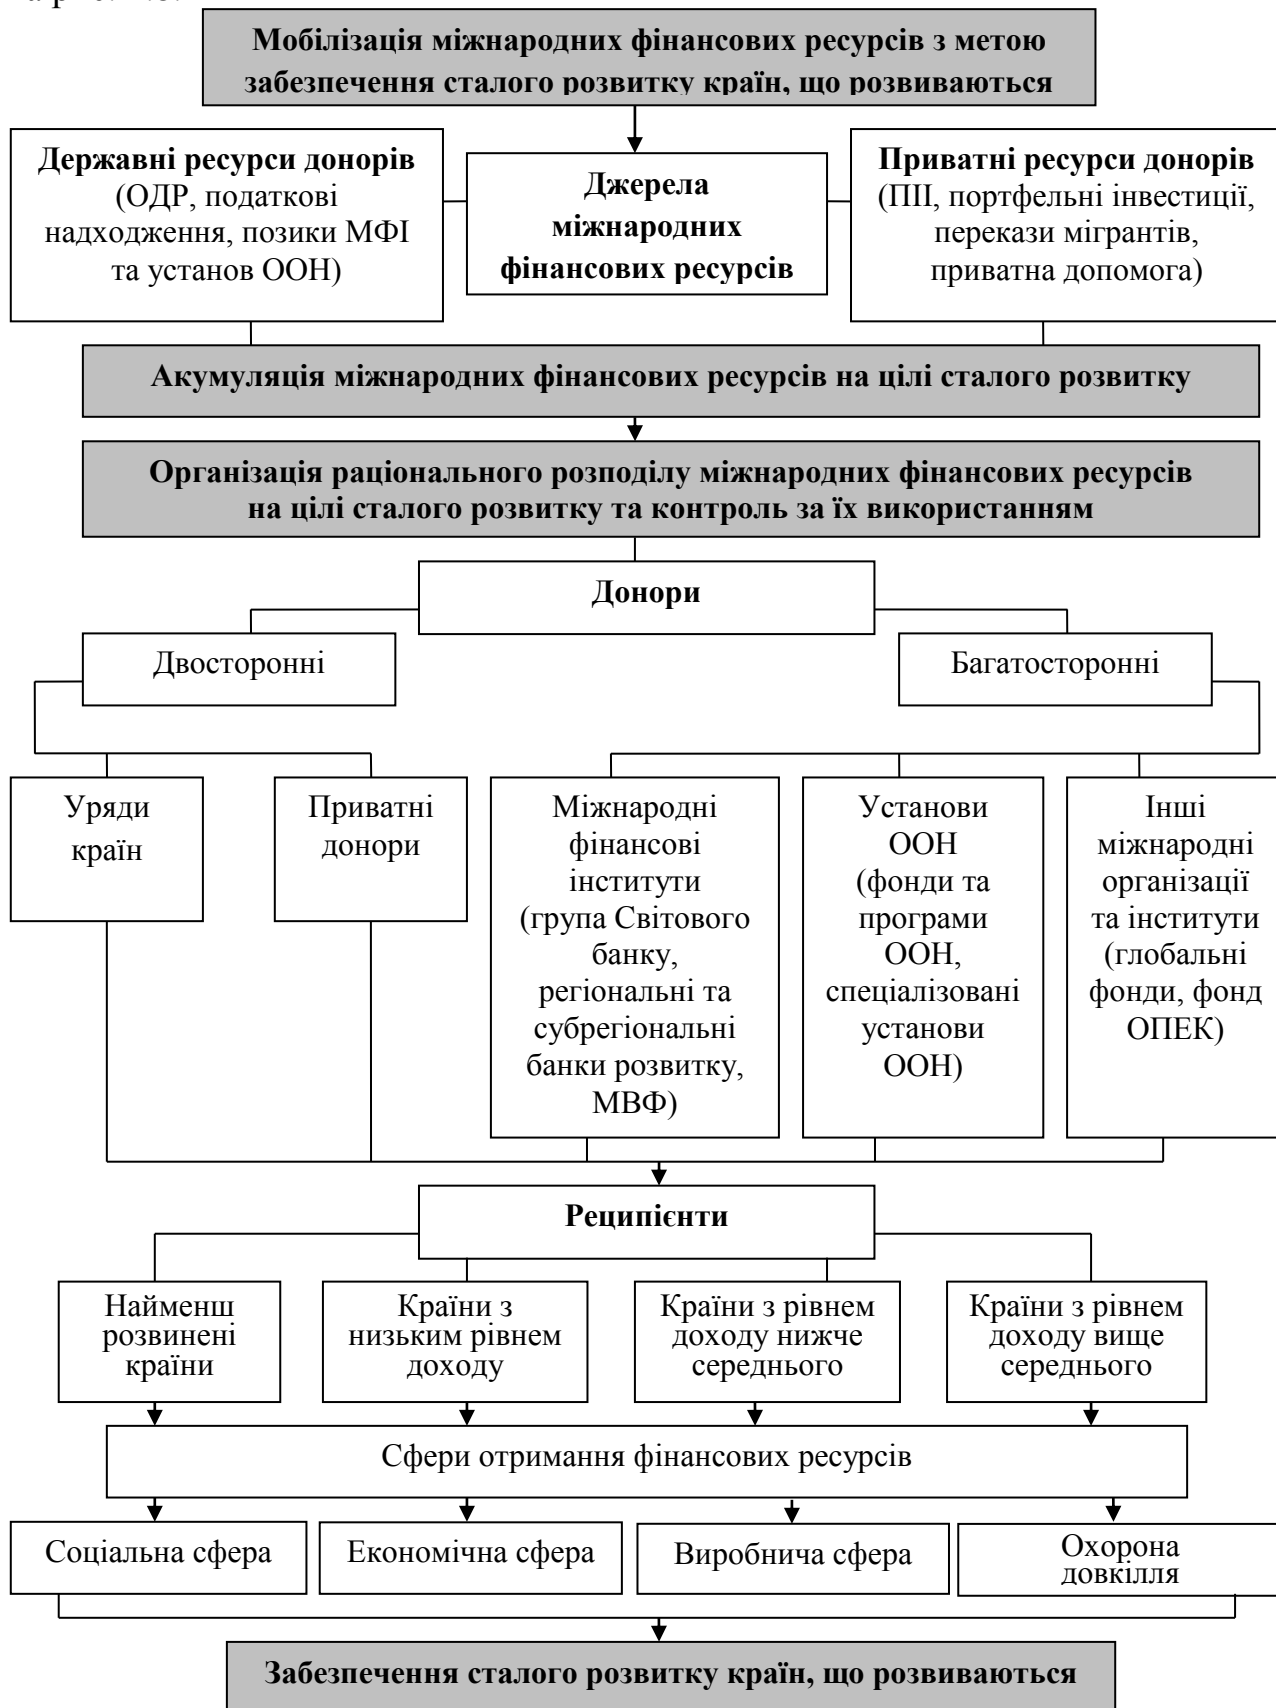 Мобілізація міжнародних фінансових ресурсів з метою
забезпечення сталого розвитку країн, що розвиваються
Державні ресурси донорів
(ОДР, податкові
надходження, позики МФІ
та установ ООН)
Джерела
міжнародних
фінансових ресурсів
Приватні ресурси донорів
(ПІІ, портфельні інвестиції,
перекази мігрантів,
приватна допомога)
Акумуляція міжнародних фінансових ресурсів на цілі сталого розвитку
Організація раціонального розподілу міжнародних фінансових ресурсів
на цілі сталого розвитку та контроль за їх використанням
Донори
Двосторонні
Багатосторонні
Уряди
країн
Приватні
донори
Міжнародні
фінансові
інститути
(група Світового
банку,
регіональні та
субрегіональні
банки розвитку,
МВФ)
Установи
ООН
(фонди та
програми
ООН,
спеціалізовані
установи
ООН)
Інші
міжнародні
організації
та інститути
(глобальні
фонди, фонд
ОПЕК)
Реципієнти
Найменш
розвинені
країни
Країни з
низьким рівнем
доходу
Країни з рівнем
доходу нижче
середнього
Країни з рівнем
доходу вище
середнього
Сфери отримання фінансових ресурсів
Соціальна сфера
Економічна сфера
Виробнича сфера
Охорона
довкілля
Забезпечення сталого розвитку країн, що розвиваються